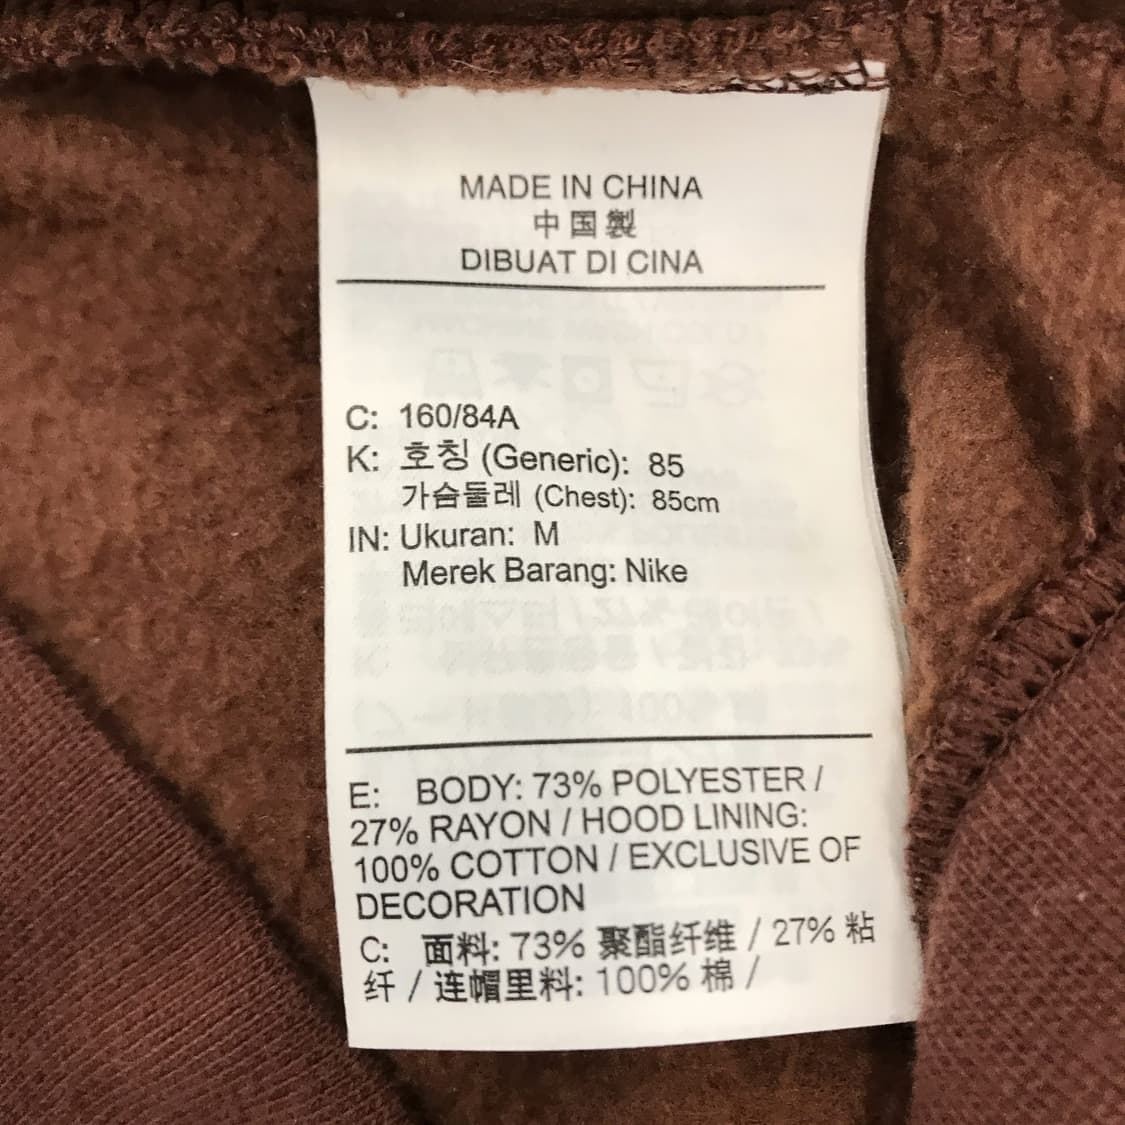 MADE IN CHINA
中国製
DIBUAT DI CINA
C: 160/84A
K: 호칭 (Generic): 85
가슴둘레 (Chest): 85cm
IN: Ukuran: M
Merek Barang: Nike
E: BODY: 73% POLYESTER /
27% RAYON / HOOD LINING:
100% COTTON / EXCLUSIVE OF
DECORATION
C: 面料: 73% 聚酯纤维 / 27% 粘
纤 / 连帽里料: 100% 棉 /